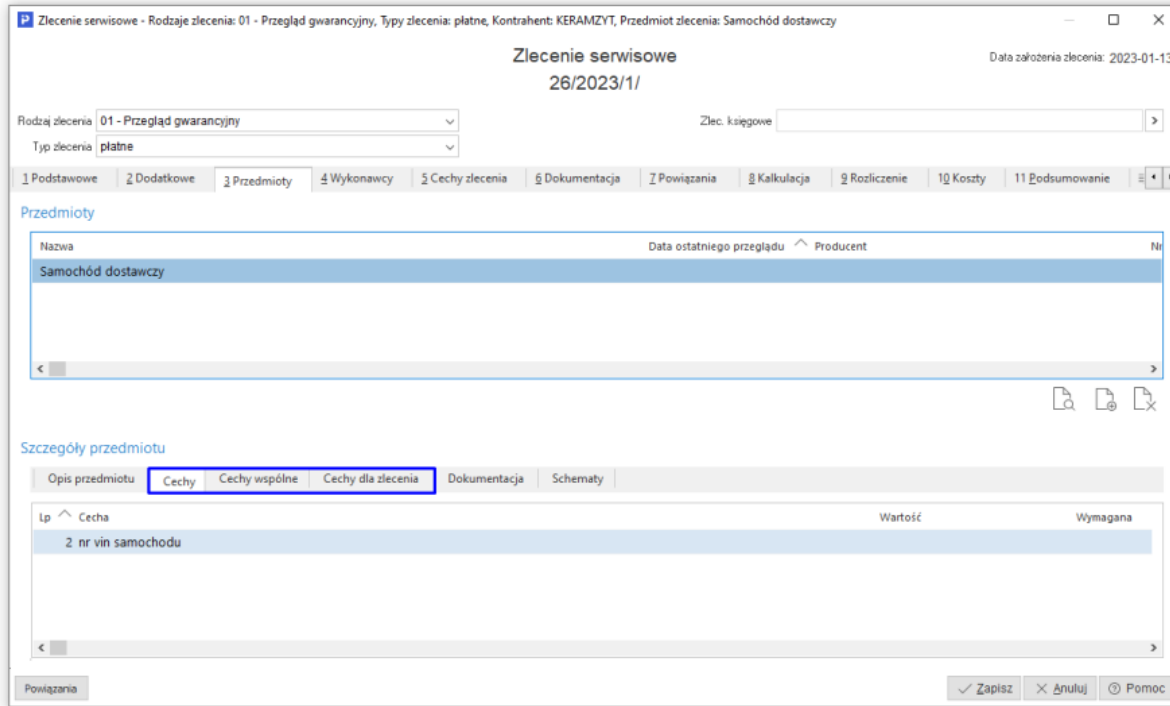 Zlecenie serwisowe - Rodzaje zlecenia: 01 - Przegląd gwarancyjny, Typy zlecenia: płatne, Kontrahent: KERAMZYT, Przedmiot zlecenia: Samochód dostawczy
Zlecenie serwisowe
Data założenia zlecenia: 2023-01-13
26/2023/1/
Rodzaj zlecenia 01 - Przegląd gwarancyjny Zlec. księgowe
Typ zlecenia płatne
1 Podstawowe 2 Dodatkowe 3 Przedmioty 4 Wykonawcy 5 Cechy zlecenia 6 Dokumentacja 7 Powiązania 8 Kalkulacja 9 Rozliczenie 10 Koszty 11 Podsumowanie
Przedmioty
Nazwa Data ostatniego przeglądu Producent Nr
Samochód dostawczy
Szczegóły przedmiotu
Opis przedmiotu Cechy Cechy wspólne Cechy dla zlecenia Dokumentacja Schematy
Lp Cecha Wartość Wymagana
2 nr vin samochodu
Powiązania Zapisz Anuluj Pomoc